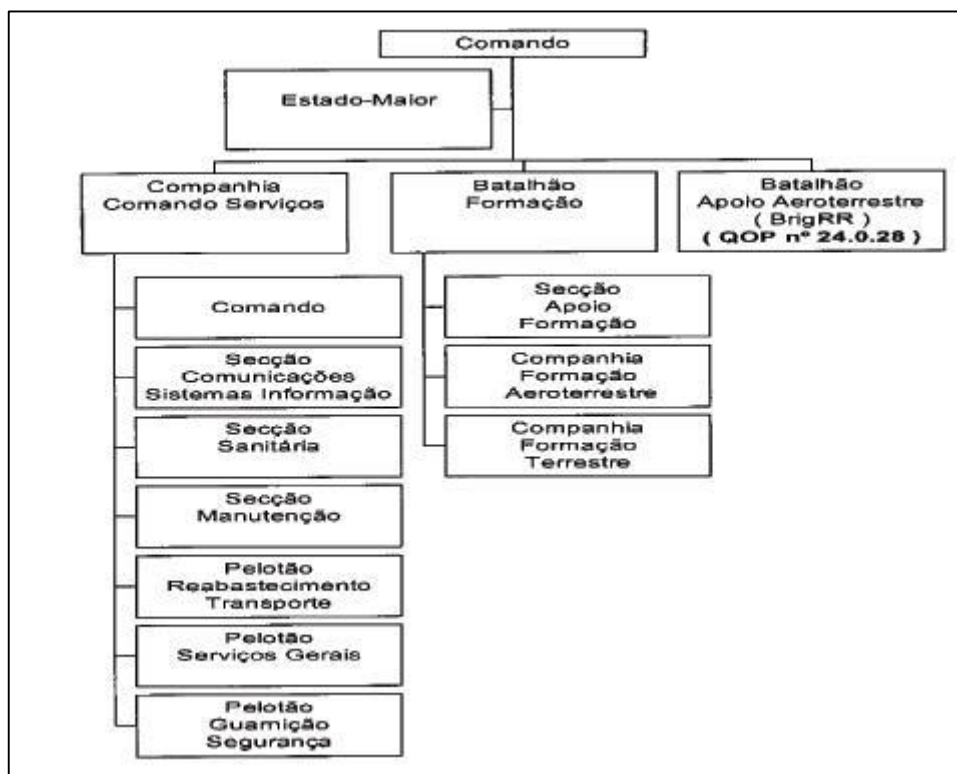 Comando
Estado-Maior
Companhia
Comando Serviços
Batalhão
Formação
Batalhão
Apoio Aeroterrestre
( BrigRR )
( QOP nº 24.0.28 )
Comando
Secção
Comunicações
Sistemas Informação
Secção
Sanitária
Secção
Manutenção
Pelotão
Reabastecimento
Transporte
Pelotão
Serviços Gerais
Pelotão
Guarnição
Segurança
Secção
Apoio
Formação
Companhia
Formação
Aeroterrestre
Companhia
Formação
Terrestre